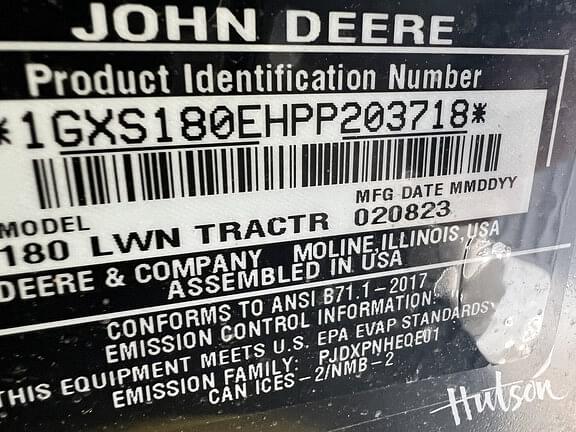 JOHN DEERE
Product Identification Number
*1GXS180EHPP203718*
MFG DATE MMDDYY
MODEL
180 LWN TRACTR 020823
DEERE & COMPANY MOLINE, ILLINOIS, USA
ASSEMBLED IN USA
CONFORMS TO ANSI B71.1-2017
EMISSION CONTROL INFORMATION:
THIS EQUIPMENT MEETS U.S. EPA EVAP STANDARDS
EMISSION FAMILY: PJDXPNHEQE01
CAN ICES-2/NMB-2
Hutson